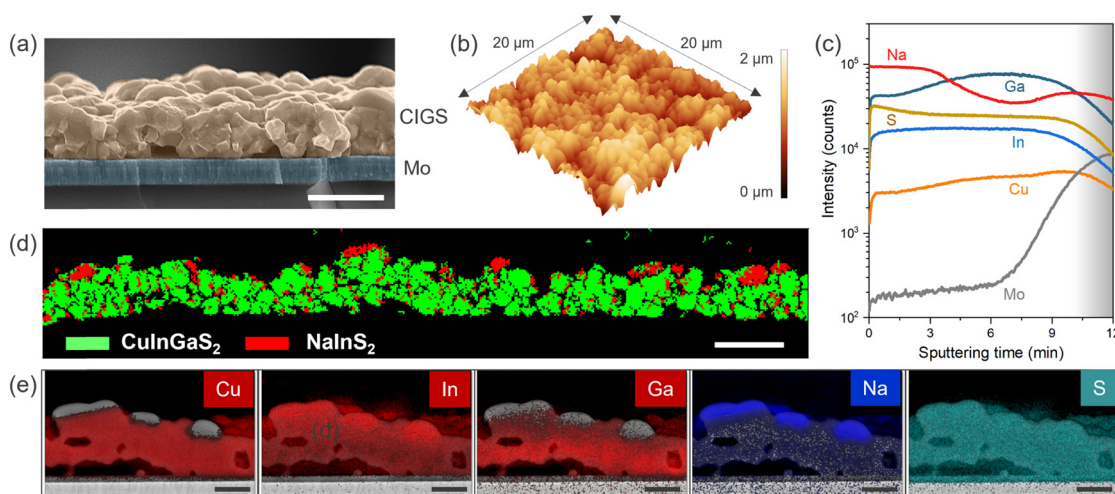 (a)
CIGS
Mo
(b)
20 µm
20 µm
2 µm
0 µm
(c)
Intensity (counts)
10⁵
10⁴
10³
10²
Na
Ga
S
In
Cu
Mo
0 3 6 9 12
Sputtering time (min)
(d)
CuInGaS₂ NaInS₂
(e)
Cu
In
(d)
Ga
Na
S